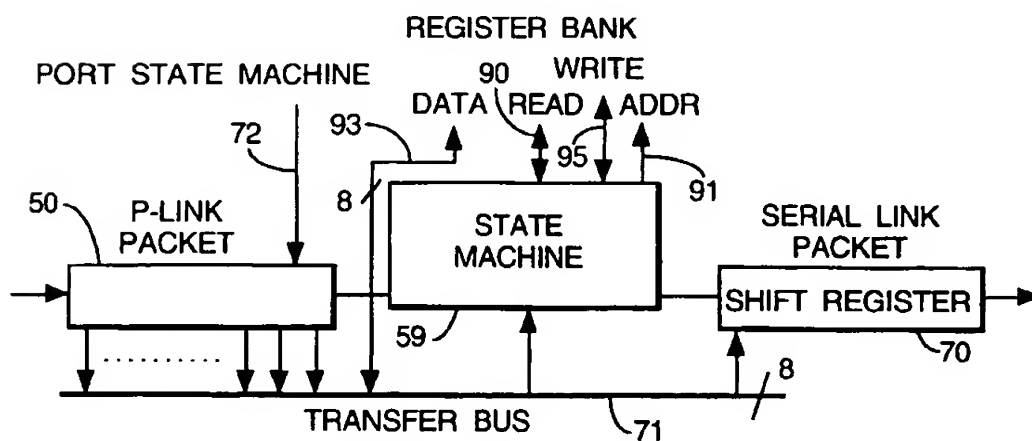 REGISTER BANK
PORT STATE MACHINE
90
WRITE
DATA READ
ADDR
93
95
72
91
8
50
P-LINK
PACKET
STATE
MACHINE
SERIAL LINK
PACKET
SHIFT REGISTER
59
70
8
TRANSFER BUS
71